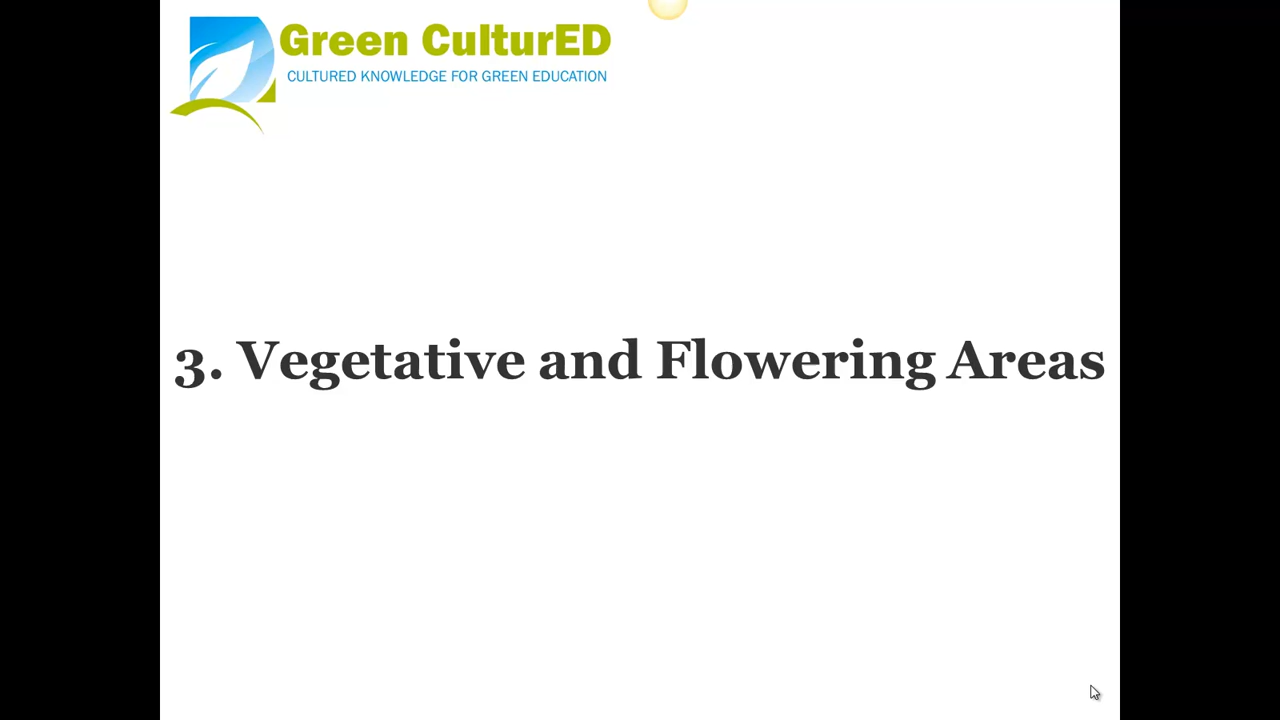 Green CulturED
CULTURED KNOWLEDGE FOR GREEN EDUCATION
3. Vegetative and Flowering Areas